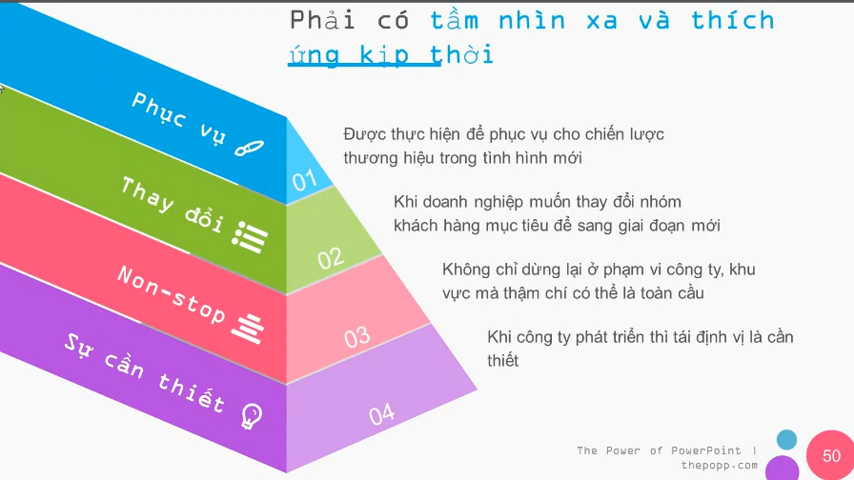 Phải có tầm nhìn xa và thích
ứng kịp thời
Phục vụ
01
Được thực hiện để phục vụ cho chiến lược
thương hiệu trong tình hình mới
Thay đổi
02
Khi doanh nghiệp muốn thay đổi nhóm
khách hàng mục tiêu để sang giai đoạn mới
Non-stop
03
Không chỉ dừng lại ở phạm vi công ty, khu
vực mà thậm chí có thể là toàn cầu
Sự cần thiết
04
Khi công ty phát triển thì tái định vị là cần
thiết
The Power of PowerPoint |
thepopp.com
50